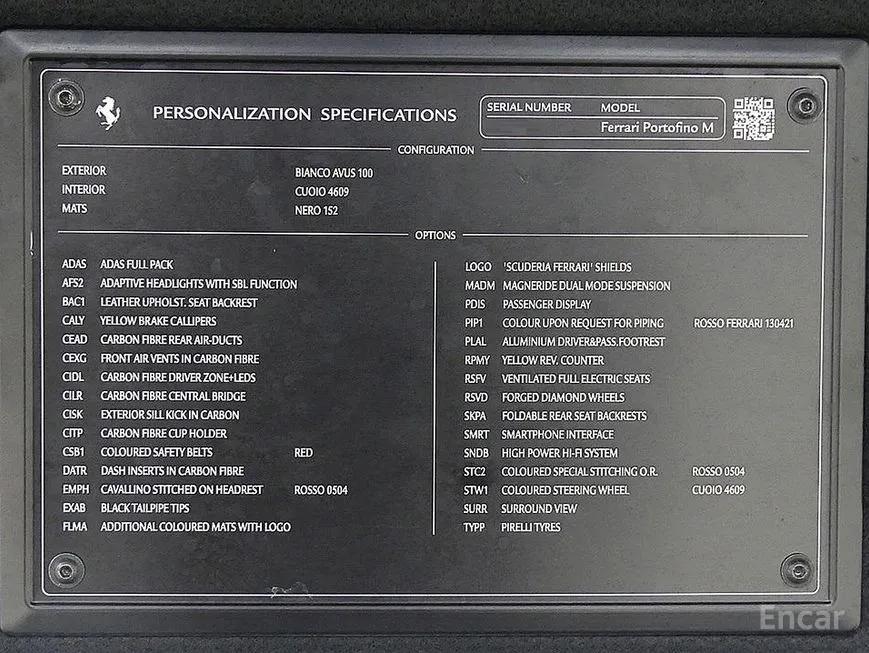 PERSONALIZATION SPECIFICATIONS
SERIAL NUMBER MODEL
Ferrari Portofino M
CONFIGURATION
EXTERIOR BIANCO AVUS 100
INTERIOR CUOIO 4609
MATS NERO 152
OPTIONS
ADAS ADAS FULL PACK
AFS2 ADAPTIVE HEADLIGHTS WITH SBL FUNCTION
BAC1 LEATHER UPHOLST. SEAT BACKREST
CALY YELLOW BRAKE CALLIPERS
CEAD CARBON FIBRE REAR AIR-DUCTS
CEXG FRONT AIR VENTS IN CARBON FIBRE
CIDL CARBON FIBRE DRIVER ZONE+LEDS
CILR CARBON FIBRE CENTRAL BRIDGE
CISK EXTERIOR SILL KICK IN CARBON
CITP CARBON FIBRE CUP HOLDER
CSB1 COLOURED SAFETY BELTS RED
DATR DASH INSERTS IN CARBON FIBRE
EMPH CAVALLINO STITCHED ON HEADREST ROSSO 0504
EXAB BLACK TAILPIPE TIPS
FLMA ADDITIONAL COLOURED MATS WITH LOGO
LOGO 'SCUDERIA FERRARI' SHIELDS
MADM MAGNERIDE DUAL MODE SUSPENSION
PDIS PASSENGER DISPLAY
PIP1 COLOUR UPON REQUEST FOR PIPING ROSSO FERRARI 130421
PLAL ALUMINIUM DRIVER&PASS.FOOTREST
RPMY YELLOW REV. COUNTER
RSFV VENTILATED FULL ELECTRIC SEATS
RSVD FORGED DIAMOND WHEELS
SKPA FOLDABLE REAR SEAT BACKRESTS
SMRT SMARTPHONE INTERFACE
SNDB HIGH POWER HI-FI SYSTEM
STC2 COLOURED SPECIAL STITCHING O.R. ROSSO 0504
STW1 COLOURED STEERING WHEEL CUOIO 4609
SURR SURROUND VIEW
TYPP PIRELLI TYRES
Encar